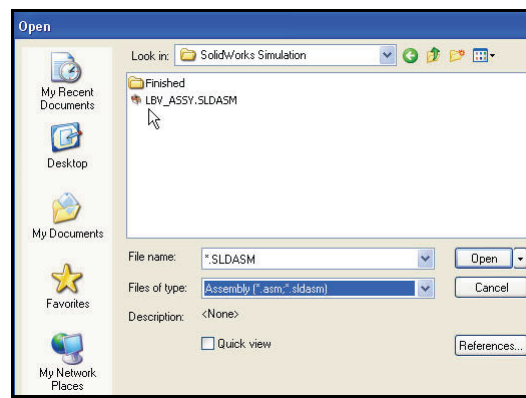 Open
Look in: SolidWorks Simulation
My Recent
Documents
Desktop
My Documents
Favorites
My Network
Places
Finished
LBV_ASSY.SLDASM
File name: *.SLDASM Open
Files of type: Assembly (*.asm;*.sldasm) Cancel
Description: <None>
Quick view References...